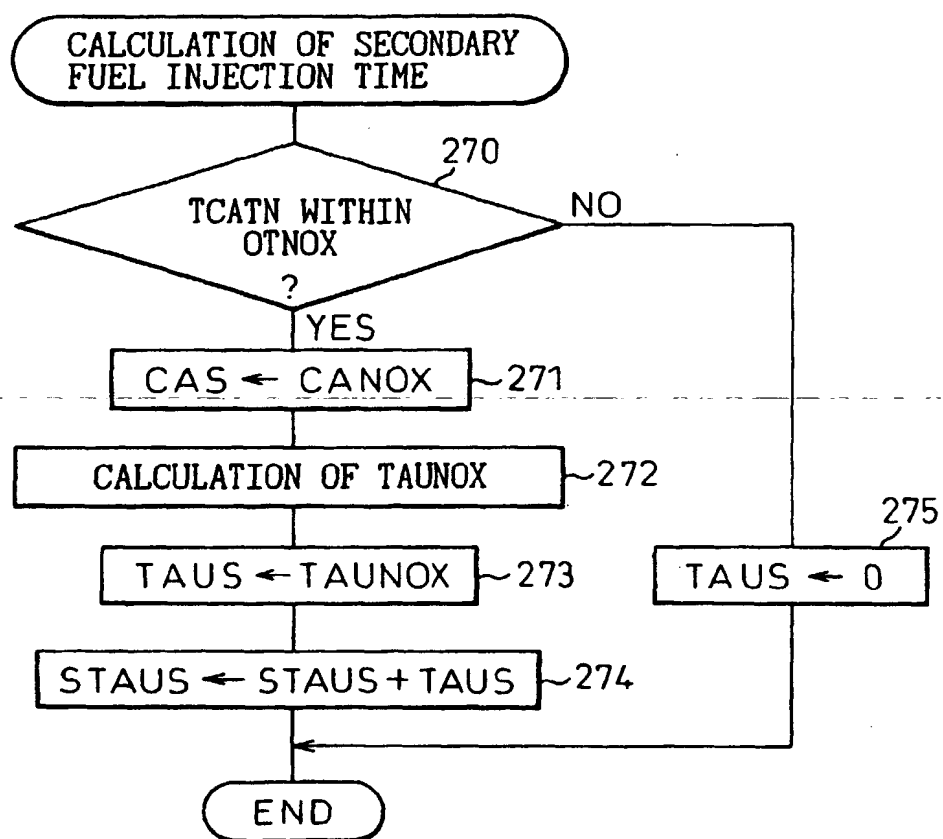 CALCULATION OF SECONDARY
FUEL INJECTION TIME
270
TCATN WITHIN
OTNOX
?
NO
YES
CAS ← CANOX
271
CALCULATION OF TAUNOX
272
TAUS ← TAUNOX
273
275
TAUS ← 0
STAUS ← STAUS + TAUS
274
END